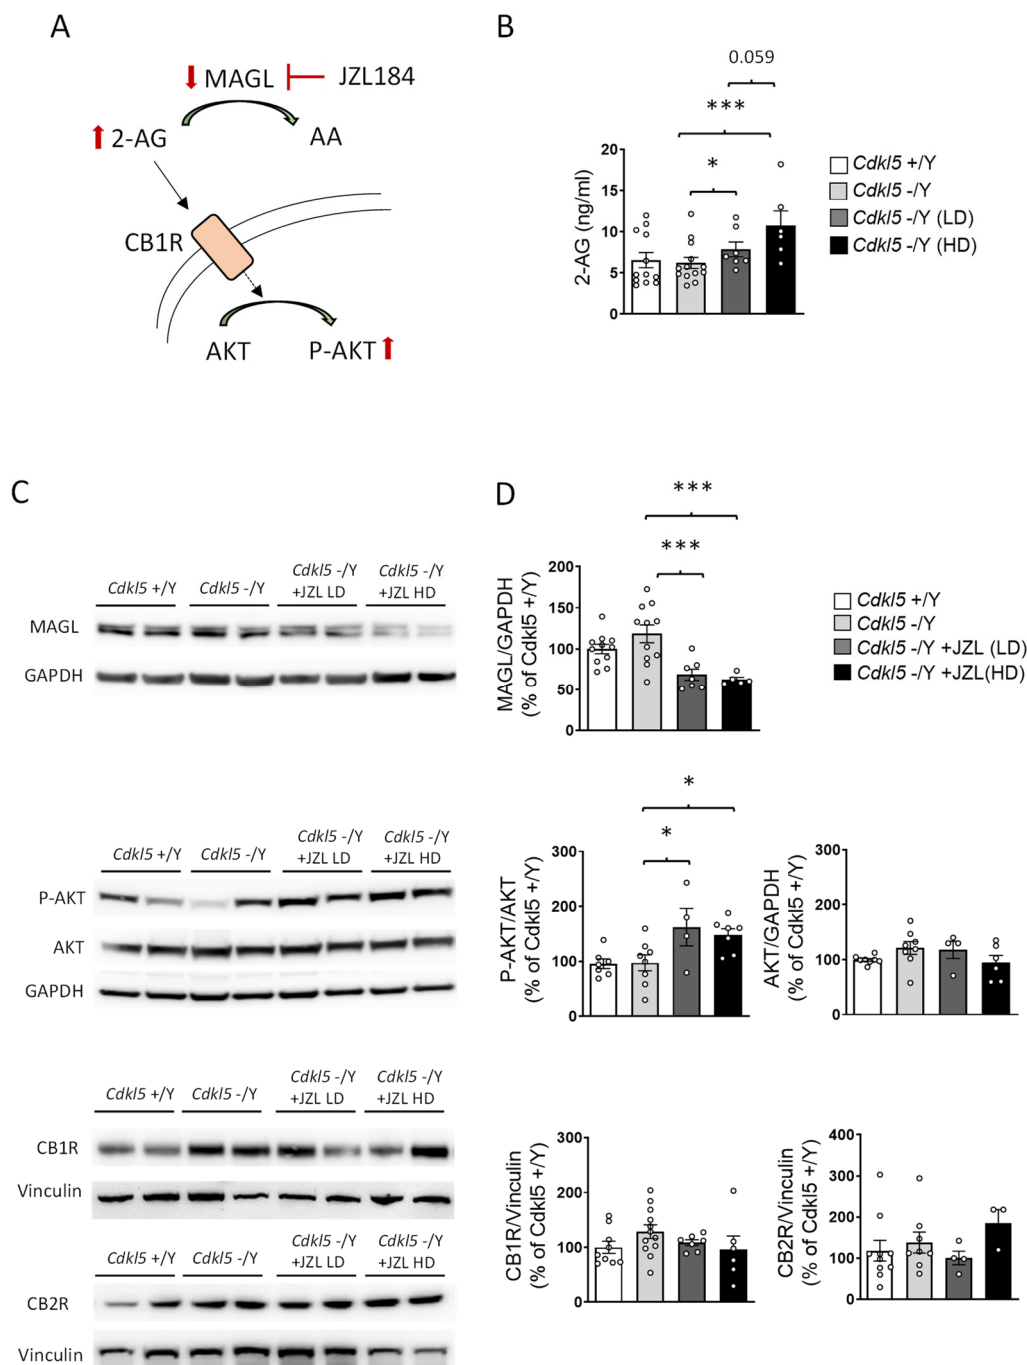 A
MAGL
JZL184
2-AG
AA
CB1R
AKT
P-AKT
B
0.059
***
*
20
15
10
5
0
2-AG (ng/ml)
Cdkl5 +/Y
Cdkl5 -/Y
Cdkl5 -/Y (LD)
Cdkl5 -/Y (HD)
C
Cdkl5 +/Y
Cdkl5 -/Y
Cdkl5 -/Y
+JZL LD
Cdkl5 -/Y
+JZL HD
MAGL
GAPDH
Cdkl5 +/Y
Cdkl5 -/Y
Cdkl5 -/Y
+JZL LD
Cdkl5 -/Y
+JZL HD
P-AKT
AKT
GAPDH
Cdkl5 +/Y
Cdkl5 -/Y
Cdkl5 -/Y
+JZL LD
Cdkl5 -/Y
+JZL HD
CB1R
Vinculin
Cdkl5 +/Y
Cdkl5 -/Y
Cdkl5 -/Y
+JZL LD
Cdkl5 -/Y
+JZL HD
CB2R
Vinculin
D
***
***
200
150
100
50
0
MAGL/GAPDH
(% of Cdkl5 +/Y)
Cdkl5 +/Y
Cdkl5 -/Y
Cdkl5 -/Y +JZL (LD)
Cdkl5 -/Y +JZL(HD)
*
*
300
200
100
0
P-AKT/AKT
(% of Cdkl5 +/Y)
300
200
100
0
AKT/GAPDH
(% of Cdkl5 +/Y)
300
200
100
0
CB1R/Vinculin
(% of Cdkl5 +/Y)
400
300
200
100
0
CB2R/Vinculin
(% of Cdkl5 +/Y)